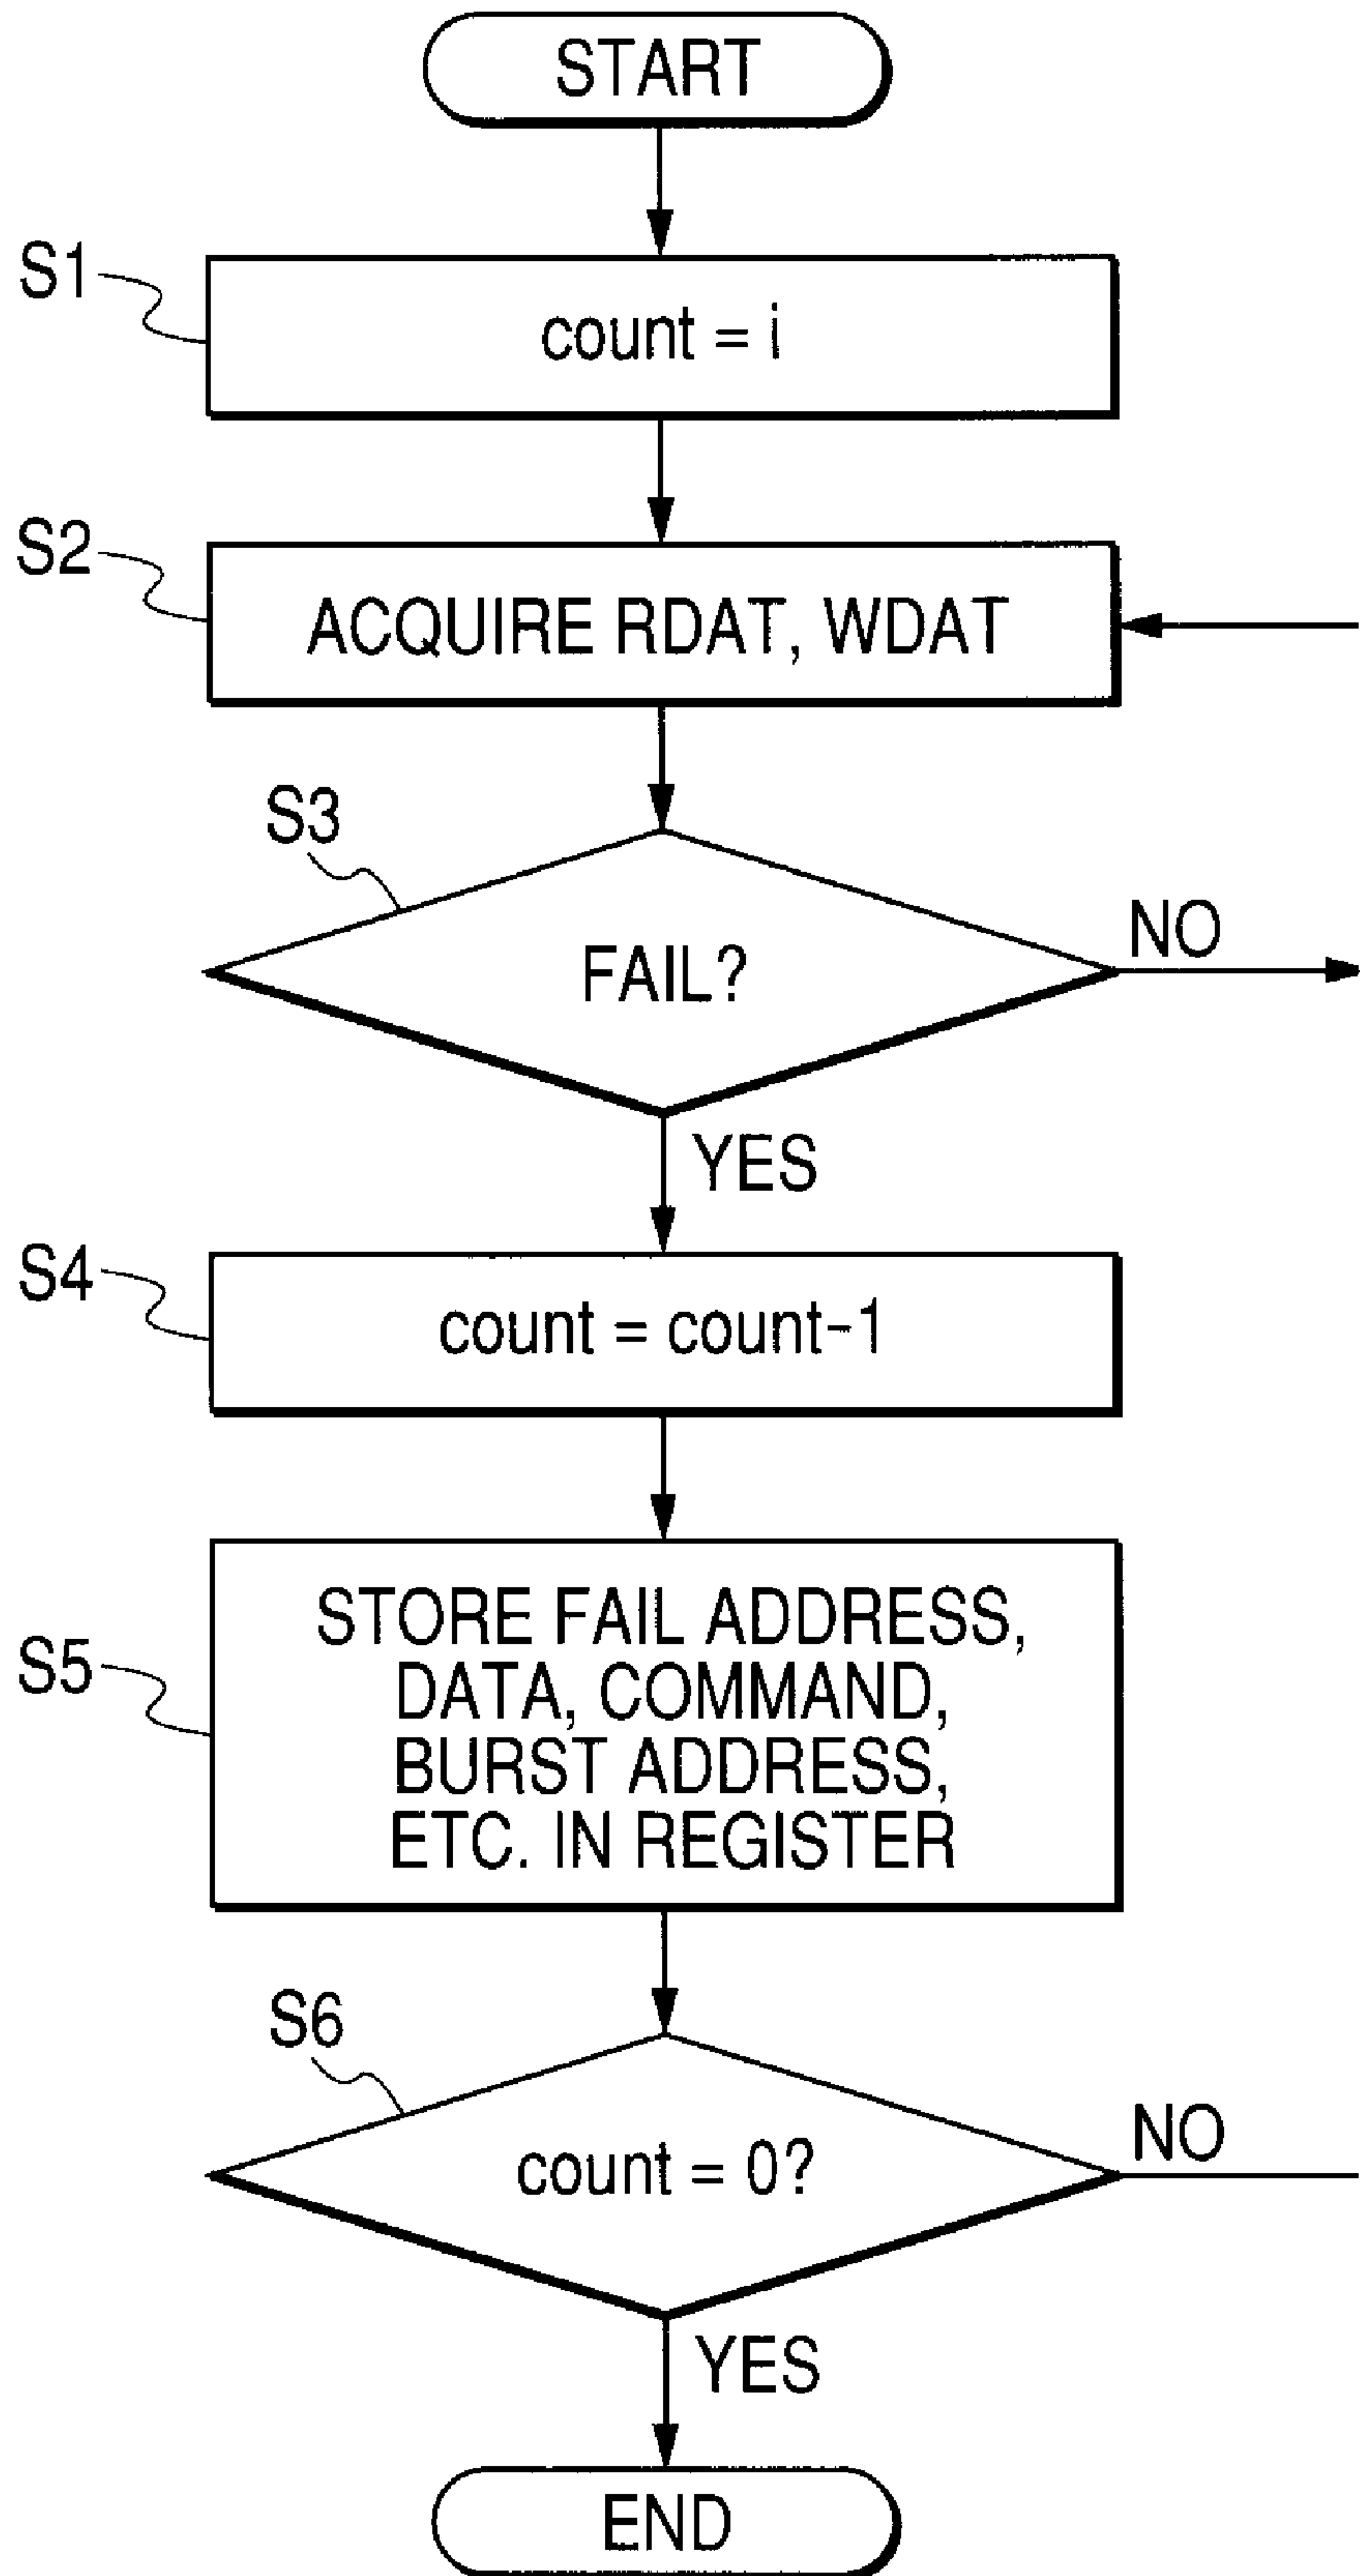 START
S1
count = i
S2
ACQUIRE RDAT, WDAT
S3
FAIL?
NO
YES
S4
count = count-1
S5
STORE FAIL ADDRESS,
DATA, COMMAND,
BURST ADDRESS,
ETC. IN REGISTER
S6
count = 0?
NO
YES
END